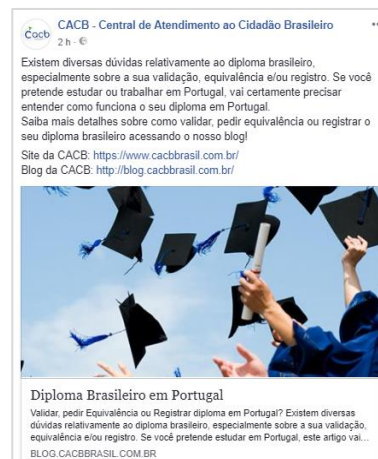 Cacb
CACB - Central de Atendimento ao Cidadão Brasileiro
2 h ·
Existem diversas dúvidas relativamente ao diploma brasileiro,
especialmente sobre a sua validação, equivalência e/ou registro. Se você
pretende estudar ou trabalhar em Portugal, vai certamente precisar
entender como funciona o seu diploma em Portugal.
Saiba mais detalhes sobre como validar, pedir equivalência ou registrar o
seu diploma brasileiro acessando o nosso blog!
Site da CACB: https://www.cacbbrasil.com.br/
Blog da CACB: http://blog.cacbbrasil.com.br/
Diploma Brasileiro em Portugal
Validar, pedir Equivalência ou Registrar diploma em Portugal? Existem diversas
dúvidas relativamente ao diploma brasileiro, especialmente sobre a sua validação,
equivalência e/ou registro. Se você pretende estudar em Portugal, este artigo vai...
BLOG.CACBBRASIL.COM.BR